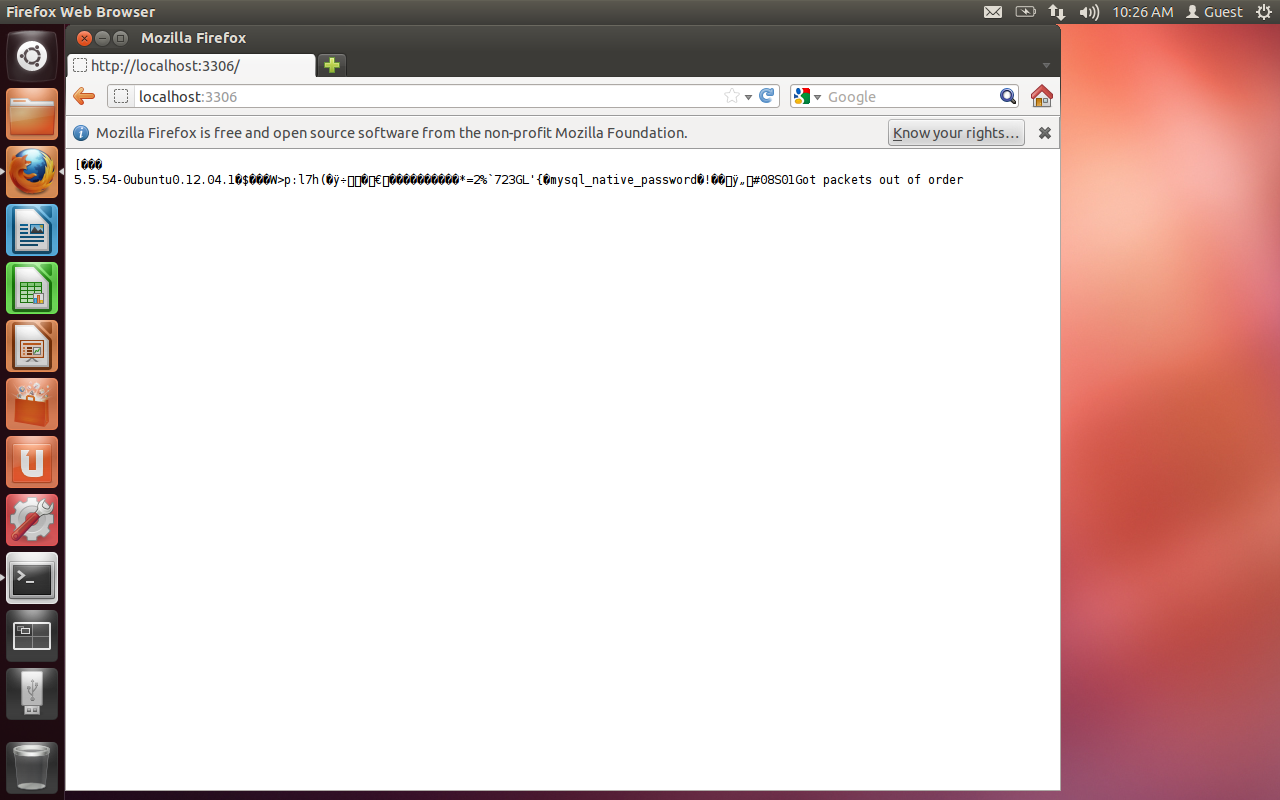 Firefox Web Browser
10:26 AM Guest
Mozilla Firefox
http://localhost:3306/
localhost:3306
Google
Mozilla Firefox is free and open source software from the non-profit Mozilla Foundation.
Know your rights…
[���
5.5.54-0ubuntu0.12.04.1�$���W>p:l7h(�ÿ÷�€�������������*=2%`723GL'{�mysql_native_password�!��ÿ„#08S01Got packets out of order